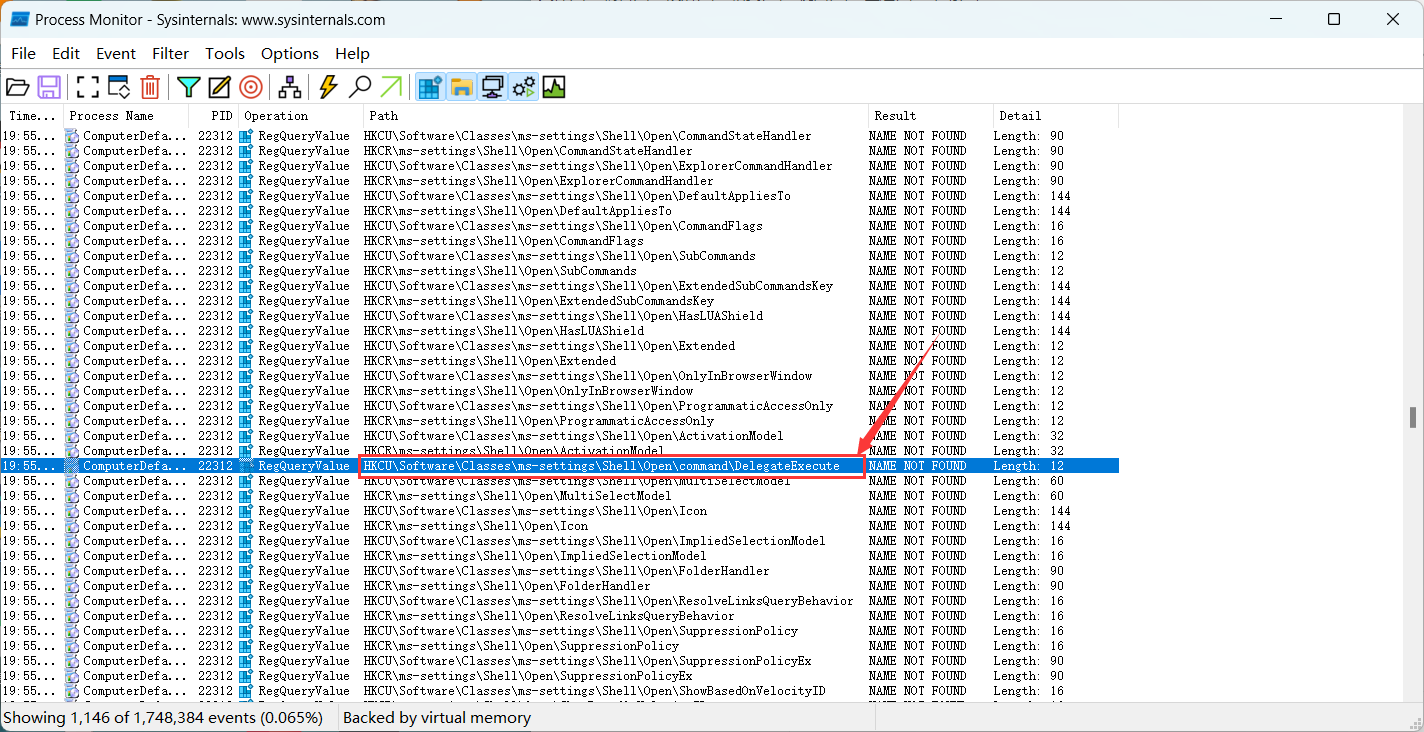 Process Monitor - Sysinternals: www.sysinternals.com
File Edit Event Filter Tools Options Help
Time... Process Name PID Operation Path Result Detail
19:55... ComputerDefa... 22312 RegQueryValue HKCU\Software\Classes\ms-settings\Shell\Open\CommandStateHandler NAME NOT FOUND Length: 90
19:55... ComputerDefa... 22312 RegQueryValue HKCR\ms-settings\Shell\Open\CommandStateHandler NAME NOT FOUND Length: 90
19:55... ComputerDefa... 22312 RegQueryValue HKCU\Software\Classes\ms-settings\Shell\Open\ExplorerCommandHandler NAME NOT FOUND Length: 90
19:55... ComputerDefa... 22312 RegQueryValue HKCR\ms-settings\Shell\Open\ExplorerCommandHandler NAME NOT FOUND Length: 90
19:55... ComputerDefa... 22312 RegQueryValue HKCU\Software\Classes\ms-settings\Shell\Open\DefaultAppliesTo NAME NOT FOUND Length: 144
19:55... ComputerDefa... 22312 RegQueryValue HKCR\ms-settings\Shell\Open\DefaultAppliesTo NAME NOT FOUND Length: 144
19:55... ComputerDefa... 22312 RegQueryValue HKCU\Software\Classes\ms-settings\Shell\Open\CommandFlags NAME NOT FOUND Length: 16
19:55... ComputerDefa... 22312 RegQueryValue HKCR\ms-settings\Shell\Open\CommandFlags NAME NOT FOUND Length: 16
19:55... ComputerDefa... 22312 RegQueryValue HKCU\Software\Classes\ms-settings\Shell\Open\SubCommands NAME NOT FOUND Length: 12
19:55... ComputerDefa... 22312 RegQueryValue HKCR\ms-settings\Shell\Open\SubCommands NAME NOT FOUND Length: 12
19:55... ComputerDefa... 22312 RegQueryValue HKCU\Software\Classes\ms-settings\Shell\Open\ExtendedSubCommandsKey NAME NOT FOUND Length: 144
19:55... ComputerDefa... 22312 RegQueryValue HKCR\ms-settings\Shell\Open\ExtendedSubCommandsKey NAME NOT FOUND Length: 144
19:55... ComputerDefa... 22312 RegQueryValue HKCU\Software\Classes\ms-settings\Shell\Open\HasLUAShield NAME NOT FOUND Length: 144
19:55... ComputerDefa... 22312 RegQueryValue HKCR\ms-settings\Shell\Open\HasLUAShield NAME NOT FOUND Length: 144
19:55... ComputerDefa... 22312 RegQueryValue HKCU\Software\Classes\ms-settings\Shell\Open\Extended NAME NOT FOUND Length: 12
19:55... ComputerDefa... 22312 RegQueryValue HKCR\ms-settings\Shell\Open\Extended NAME NOT FOUND Length: 12
19:55... ComputerDefa... 22312 RegQueryValue HKCU\Software\Classes\ms-settings\Shell\Open\OnlyInBrowserWindow NAME NOT FOUND Length: 12
19:55... ComputerDefa... 22312 RegQueryValue HKCR\ms-settings\Shell\Open\OnlyInBrowserWindow NAME NOT FOUND Length: 12
19:55... ComputerDefa... 22312 RegQueryValue HKCU\Software\Classes\ms-settings\Shell\Open\ProgrammaticAccessOnly NAME NOT FOUND Length: 12
19:55... ComputerDefa... 22312 RegQueryValue HKCR\ms-settings\Shell\Open\ProgrammaticAccessOnly NAME NOT FOUND Length: 12
19:55... ComputerDefa... 22312 RegQueryValue HKCU\Software\Classes\ms-settings\Shell\Open\ActivationModel NAME NOT FOUND Length: 32
19:55... ComputerDefa... 22312 RegQueryValue HKCR\ms-settings\Shell\Open\ActivationModel NAME NOT FOUND Length: 32
19:55... ComputerDefa... 22312 RegQueryValue HKCU\Software\Classes\ms-settings\Shell\Open\command\DelegateExecute NAME NOT FOUND Length: 12
19:55... ComputerDefa... 22312 RegQueryValue HKCU\Software\Classes\ms-settings\Shell\Open\MultiSelectModel NAME NOT FOUND Length: 60
19:55... ComputerDefa... 22312 RegQueryValue HKCR\ms-settings\Shell\Open\MultiSelectModel NAME NOT FOUND Length: 60
19:55... ComputerDefa... 22312 RegQueryValue HKCU\Software\Classes\ms-settings\Shell\Open\Icon NAME NOT FOUND Length: 144
19:55... ComputerDefa... 22312 RegQueryValue HKCR\ms-settings\Shell\Open\Icon NAME NOT FOUND Length: 144
19:55... ComputerDefa... 22312 RegQueryValue HKCU\Software\Classes\ms-settings\Shell\Open\ImpliedSelectionModel NAME NOT FOUND Length: 16
19:55... ComputerDefa... 22312 RegQueryValue HKCR\ms-settings\Shell\Open\ImpliedSelectionModel NAME NOT FOUND Length: 16
19:55... ComputerDefa... 22312 RegQueryValue HKCU\Software\Classes\ms-settings\Shell\Open\FolderHandler NAME NOT FOUND Length: 90
19:55... ComputerDefa... 22312 RegQueryValue HKCR\ms-settings\Shell\Open\FolderHandler NAME NOT FOUND Length: 90
19:55... ComputerDefa... 22312 RegQueryValue HKCU\Software\Classes\ms-settings\Shell\Open\ResolveLinksQueryBehavior NAME NOT FOUND Length: 16
19:55... ComputerDefa... 22312 RegQueryValue HKCR\ms-settings\Shell\Open\ResolveLinksQueryBehavior NAME NOT FOUND Length: 16
19:55... ComputerDefa... 22312 RegQueryValue HKCU\Software\Classes\ms-settings\Shell\Open\SuppressionPolicy NAME NOT FOUND Length: 16
19:55... ComputerDefa... 22312 RegQueryValue HKCR\ms-settings\Shell\Open\SuppressionPolicy NAME NOT FOUND Length: 16
19:55... ComputerDefa... 22312 RegQueryValue HKCU\Software\Classes\ms-settings\Shell\Open\SuppressionPolicyEx NAME NOT FOUND Length: 90
19:55... ComputerDefa... 22312 RegQueryValue HKCR\ms-settings\Shell\Open\SuppressionPolicyEx NAME NOT FOUND Length: 90
19:55... ComputerDefa... 22312 RegQueryValue HKCU\Software\Classes\ms-settings\Shell\Open\ShowBasedOnVelocityID NAME NOT FOUND Length: 16
Showing 1,146 of 1,748,384 events (0.065%) Backed by virtual memory